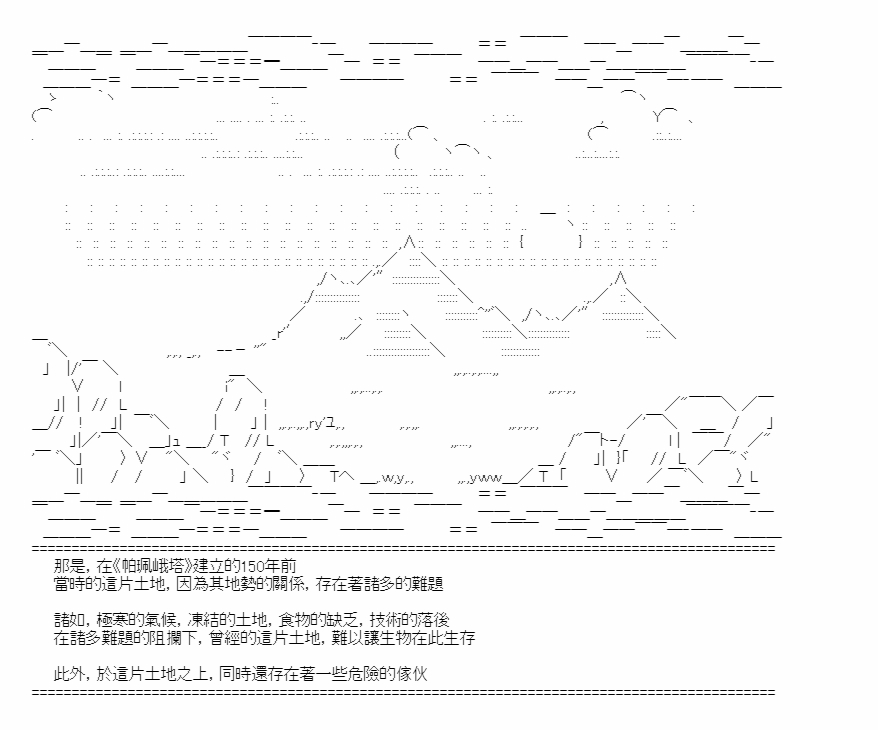 那是，在《帕珮峨塔》建立的150年前
當時的這片土地，因為其地勢的關係，存在著諸多的難題
諸如，極寒的氣候，凍結的土地，食物的缺乏，技術的落後
在諸多難題的阻攔下，曾經的這片土地，難以讓生物在此生存
此外，於這片土地之上，同時還存在著一些危險的傢伙